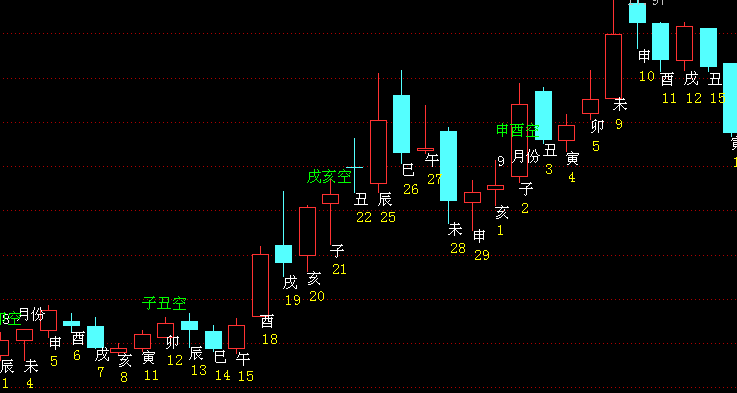 8 月份
辰
1
未
4
申
5
酉
6
戌
7
亥
8
寅
11
子丑空
卯
12
辰
13
巳
14
午
15
酉
18
戌
19
亥
20
戌亥空
子
21
丑
22
辰
25
巳
26
午
27
未
28
申
29
9 月份
亥
1
申酉空
子
2
丑
3
寅
4
卯
5
未
9
申
10
酉
11
戌
12
丑
15
寅